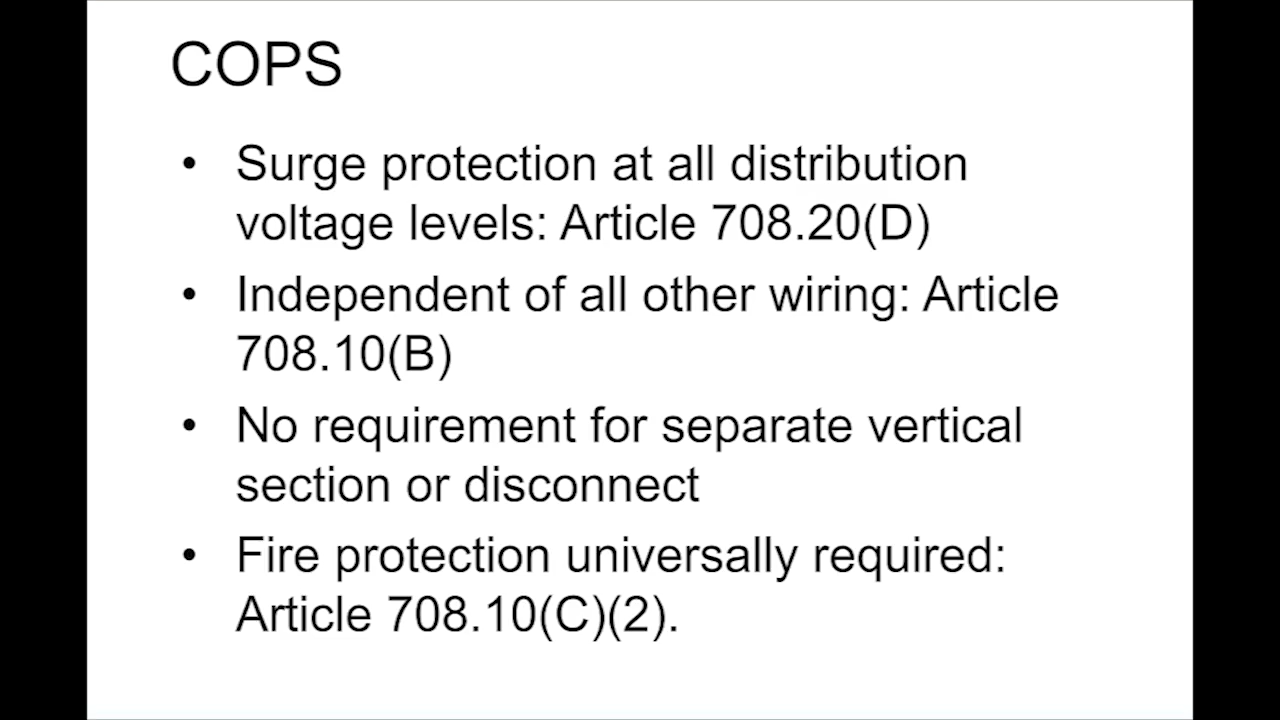 COPS
• Surge protection at all distribution
voltage levels: Article 708.20(D)
• Independent of all other wiring: Article
708.10(B)
• No requirement for separate vertical
section or disconnect
• Fire protection universally required:
Article 708.10(C)(2).